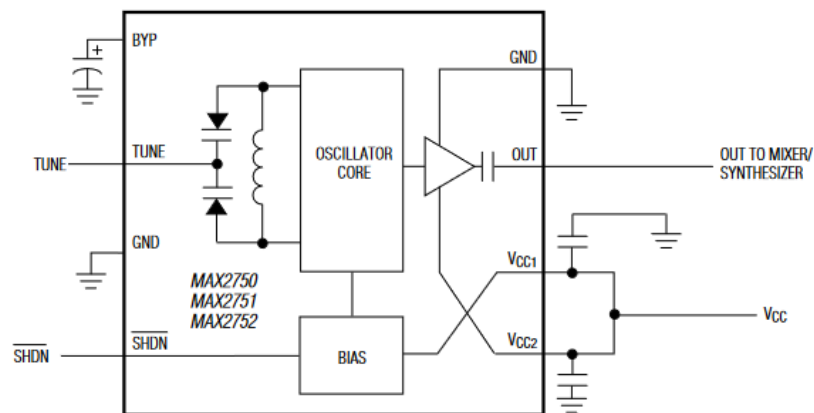 BYP
+
GND
OSCILLATOR
CORE
TUNE
TUNE
OUT
OUT TO MIXER/
SYNTHESIZER
GND
MAX2750
MAX2751
MAX2752
VCC1
VCC
SHDN
SHDN
BIAS
VCC2